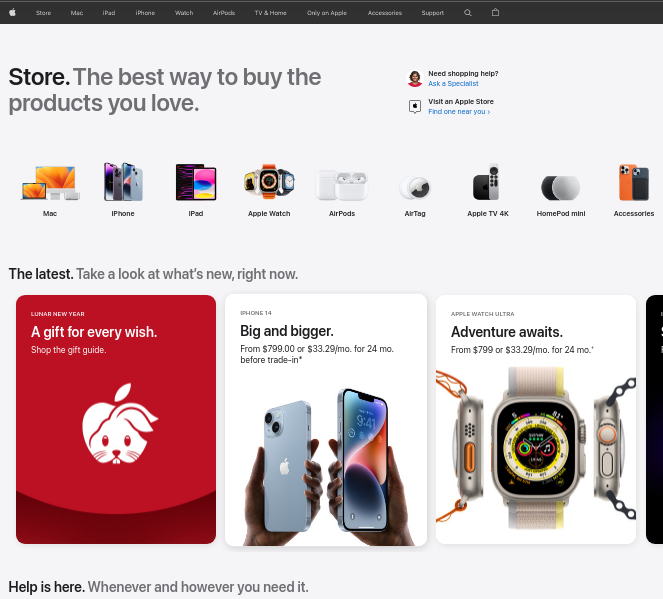 Store Mac iPad iPhone Watch AirPods TV & Home Only on Apple Accessories Support
Store. The best way to buy the
products you love.
Need shopping help?
Ask a Specialist
Visit an Apple Store
Find one near you ›
Mac iPhone iPad Apple Watch AirPods AirTag Apple TV 4K HomePod mini Accessories
The latest. Take a look at what's new, right now.
LUNAR NEW YEAR
A gift for every wish.
Shop the gift guide.
IPHONE 14
Big and bigger.
From $799.00 or $33.29/mo. for 24 mo.
before trade-in*
APPLE WATCH ULTRA
Adventure awaits.
From $799 or $33.29/mo. for 24 mo.*
Help is here. Whenever and however you need it.